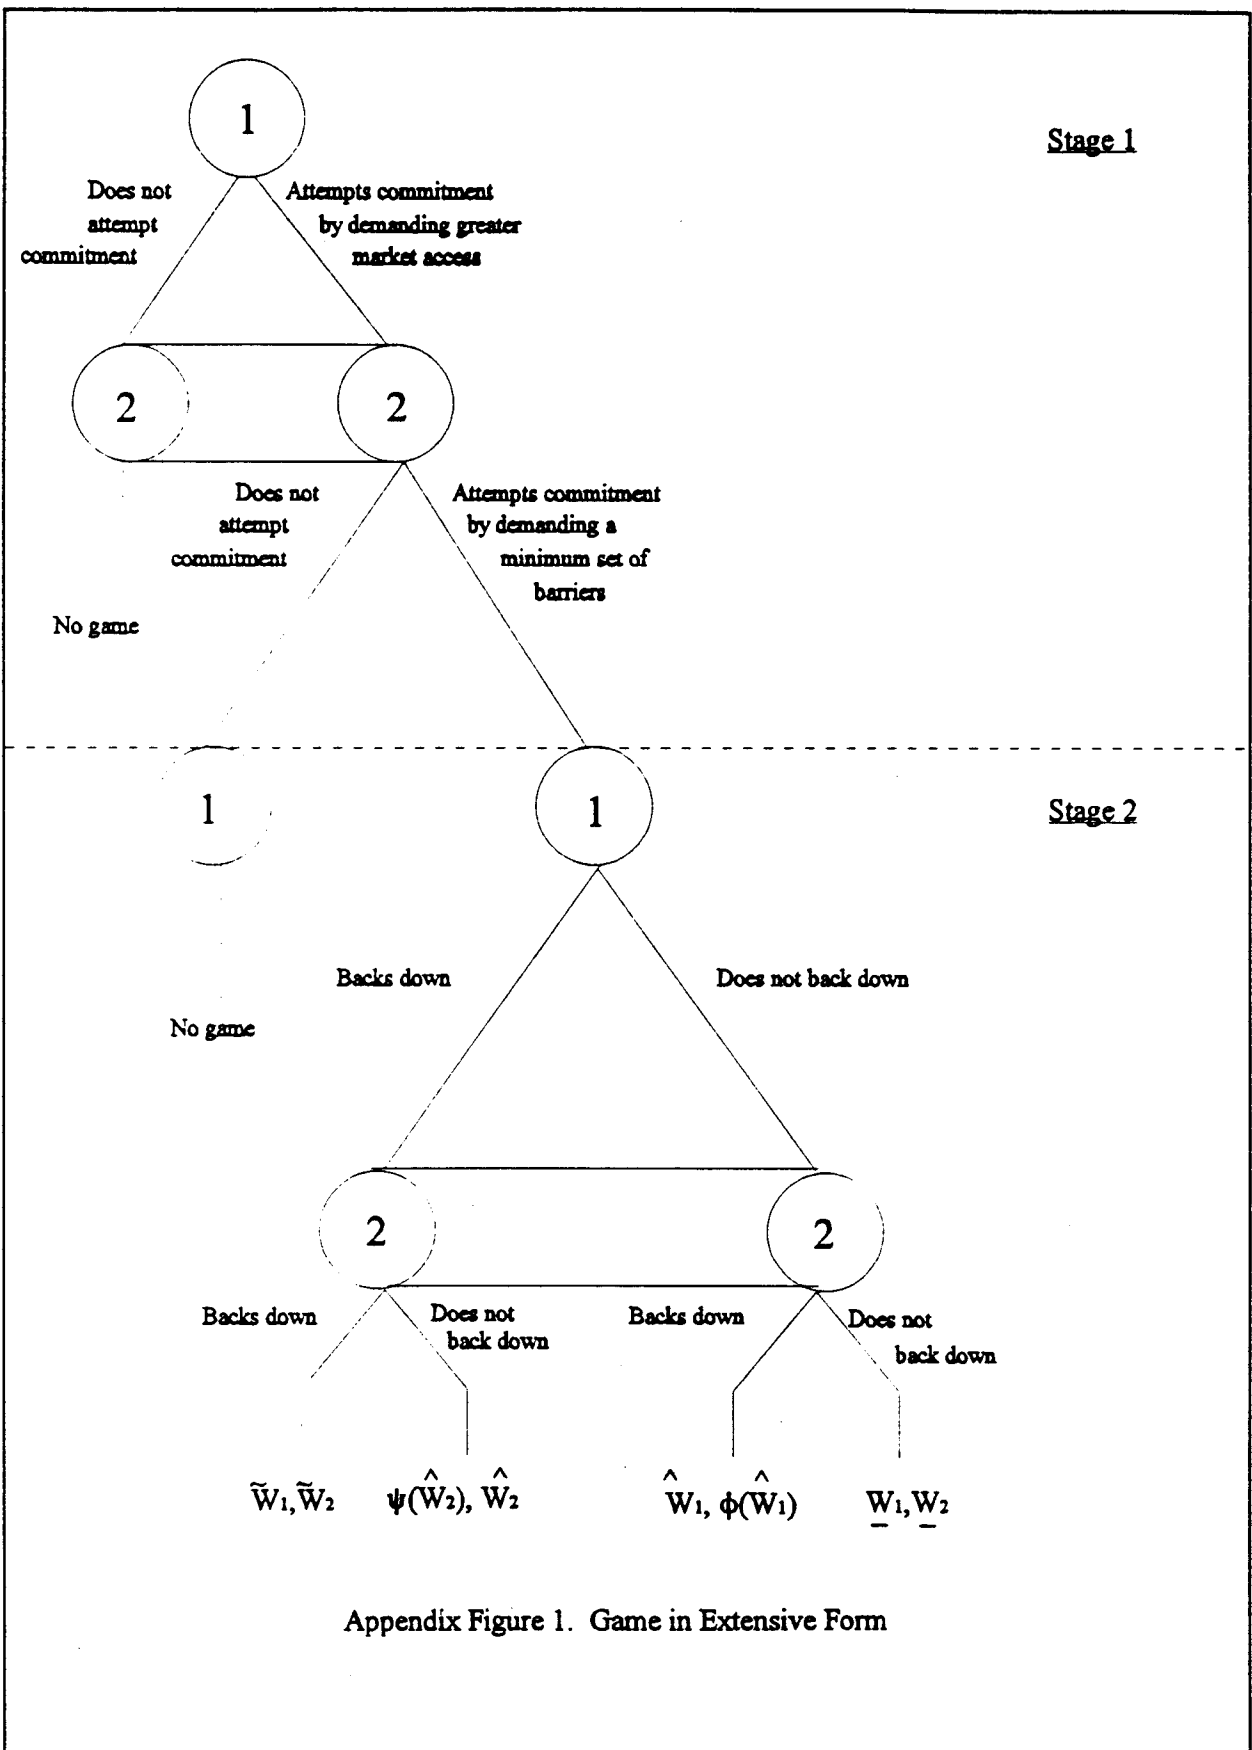 1
Stage 1
Does not
attempt
commitment
Attempts commitment
by demanding greater
market access
2
2
Does not
attempt
commitment
Attempts commitment
by demanding a
minimum set of
barriers
No game
1
1
Stage 2
Backs down
Does not back down
No game
2
2
Backs down
Does not
back down
Backs down
Does not
back down
W̃1,W̃2
ψ(Ŵ2), Ŵ2
Ŵ1, ϕ(Ŵ1)
W̲1,W̲2
Appendix Figure 1. Game in Extensive Form